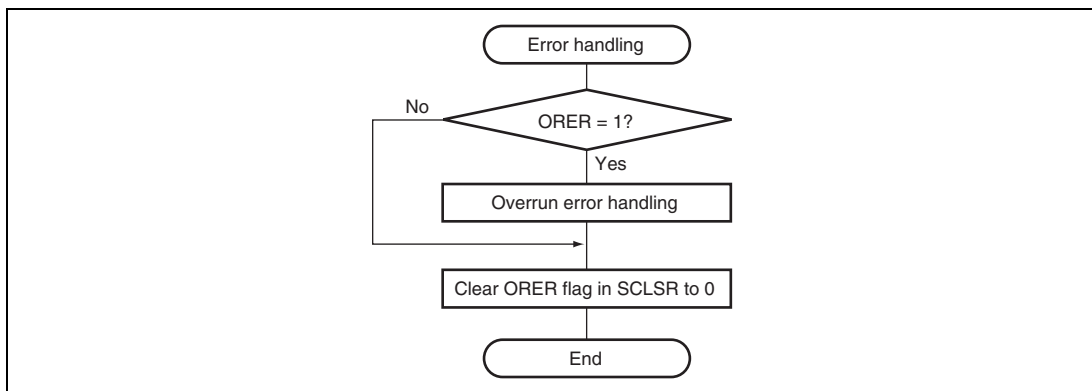 Error handling
No
ORER = 1?
Yes
Overrun error handling
Clear ORER flag in SCLSR to 0
End